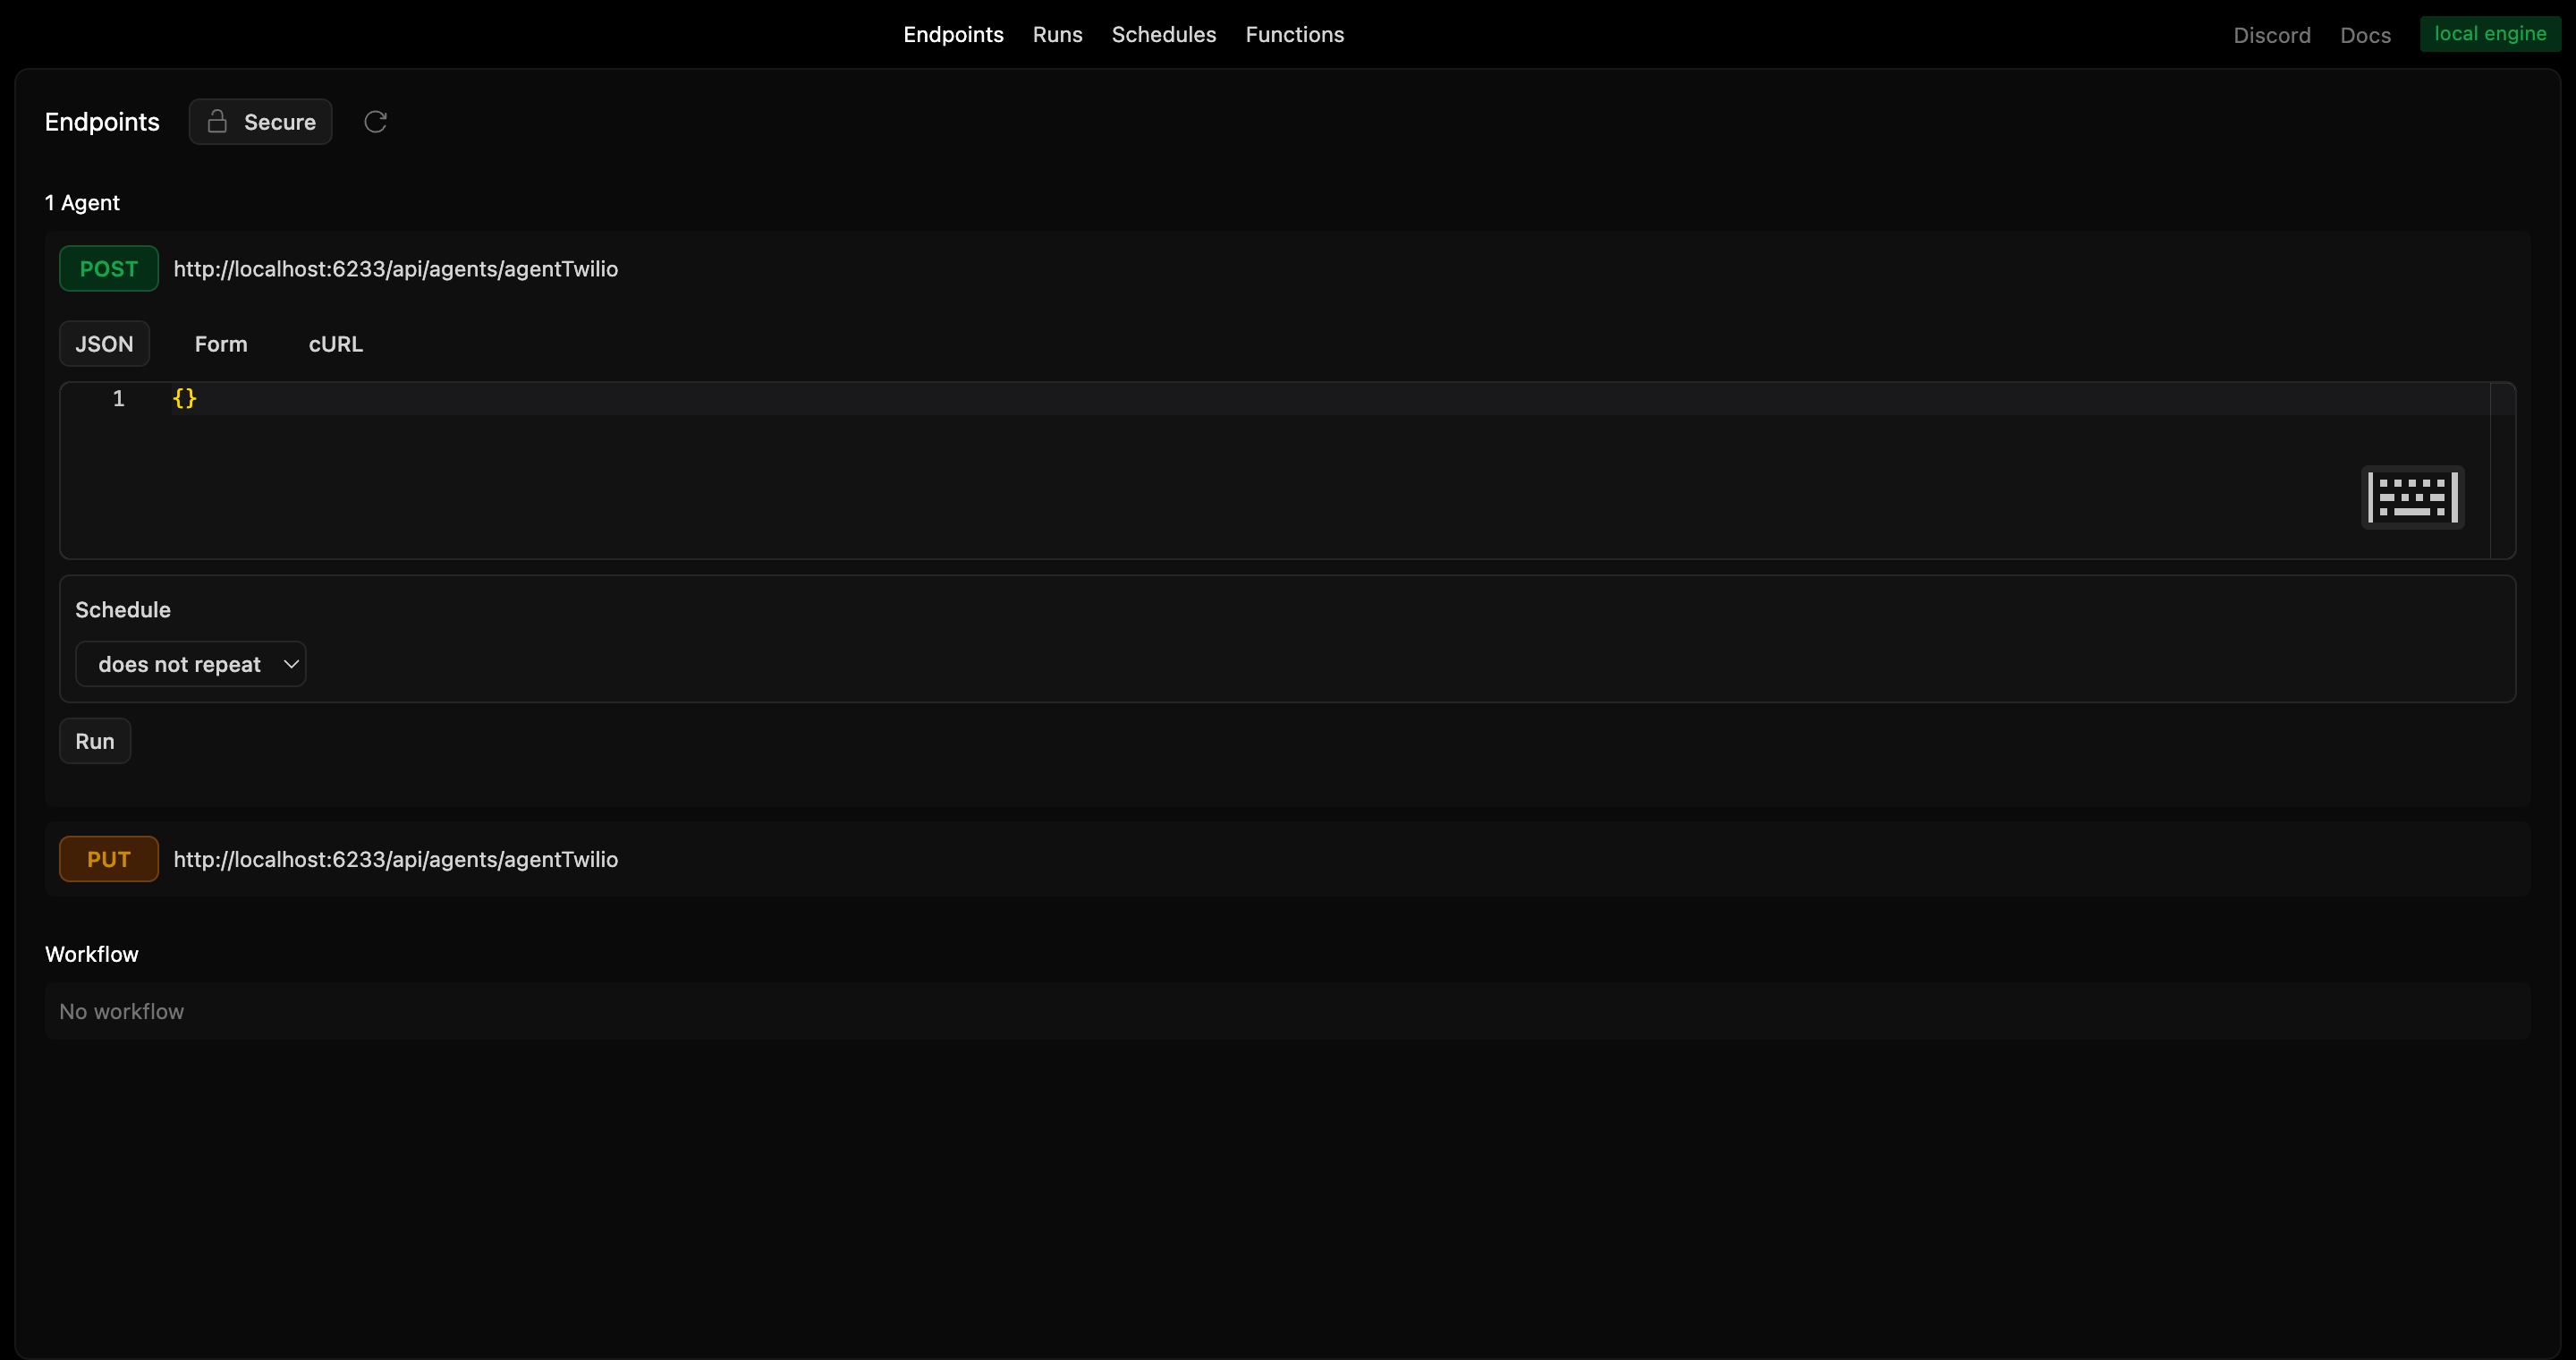 Endpoints Runs Schedules Functions Discord Docs local engine
Endpoints Secure
1 Agent
POST http://localhost:6233/api/agents/agentTwilio
JSON Form cURL
1 {}
Schedule
does not repeat
Run
PUT http://localhost:6233/api/agents/agentTwilio
Workflow
No workflow